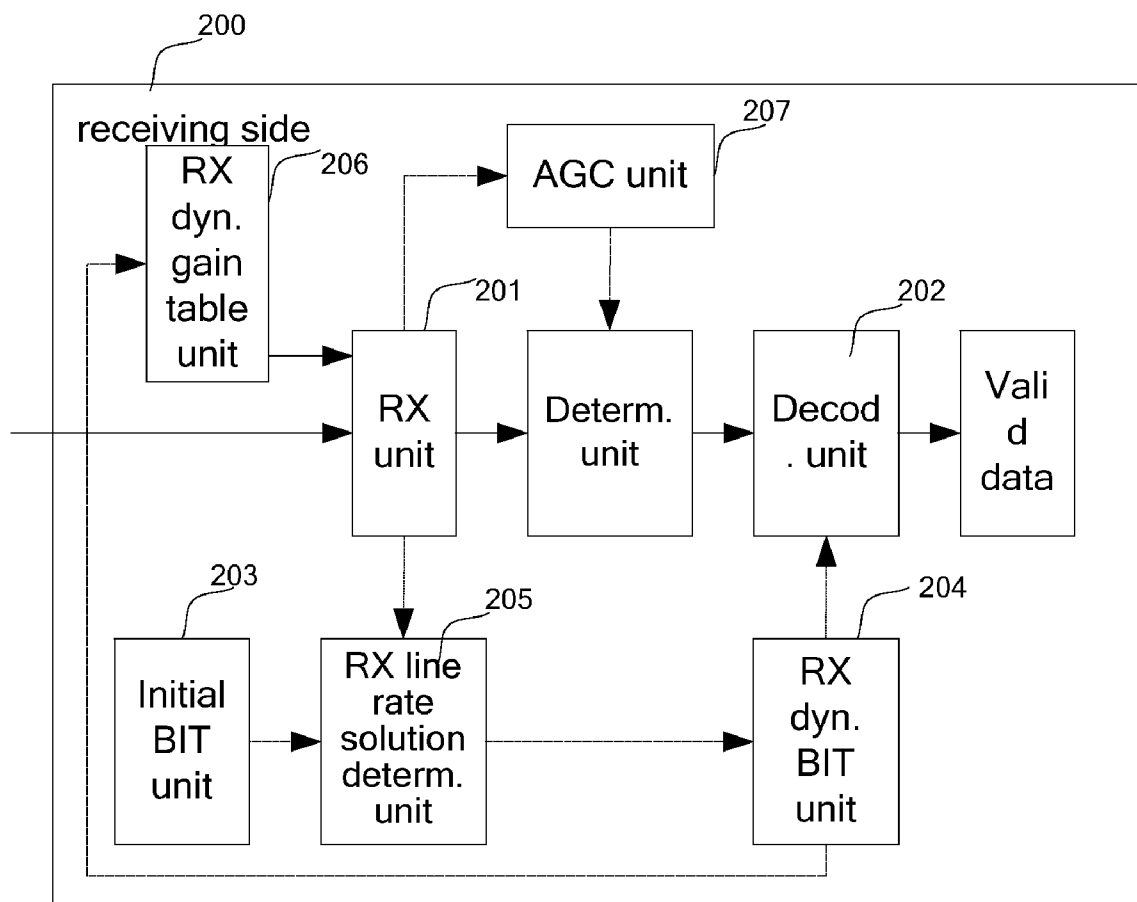 200
receiving side
RX
dyn.
gain
table
unit
206
AGC unit
207
201
RX
unit
Determ.
unit
202
Decod
. unit
Vali
d
data
203
Initial
BIT
unit
205
RX line
rate
solution
determ.
unit
204
RX
dyn.
BIT
unit